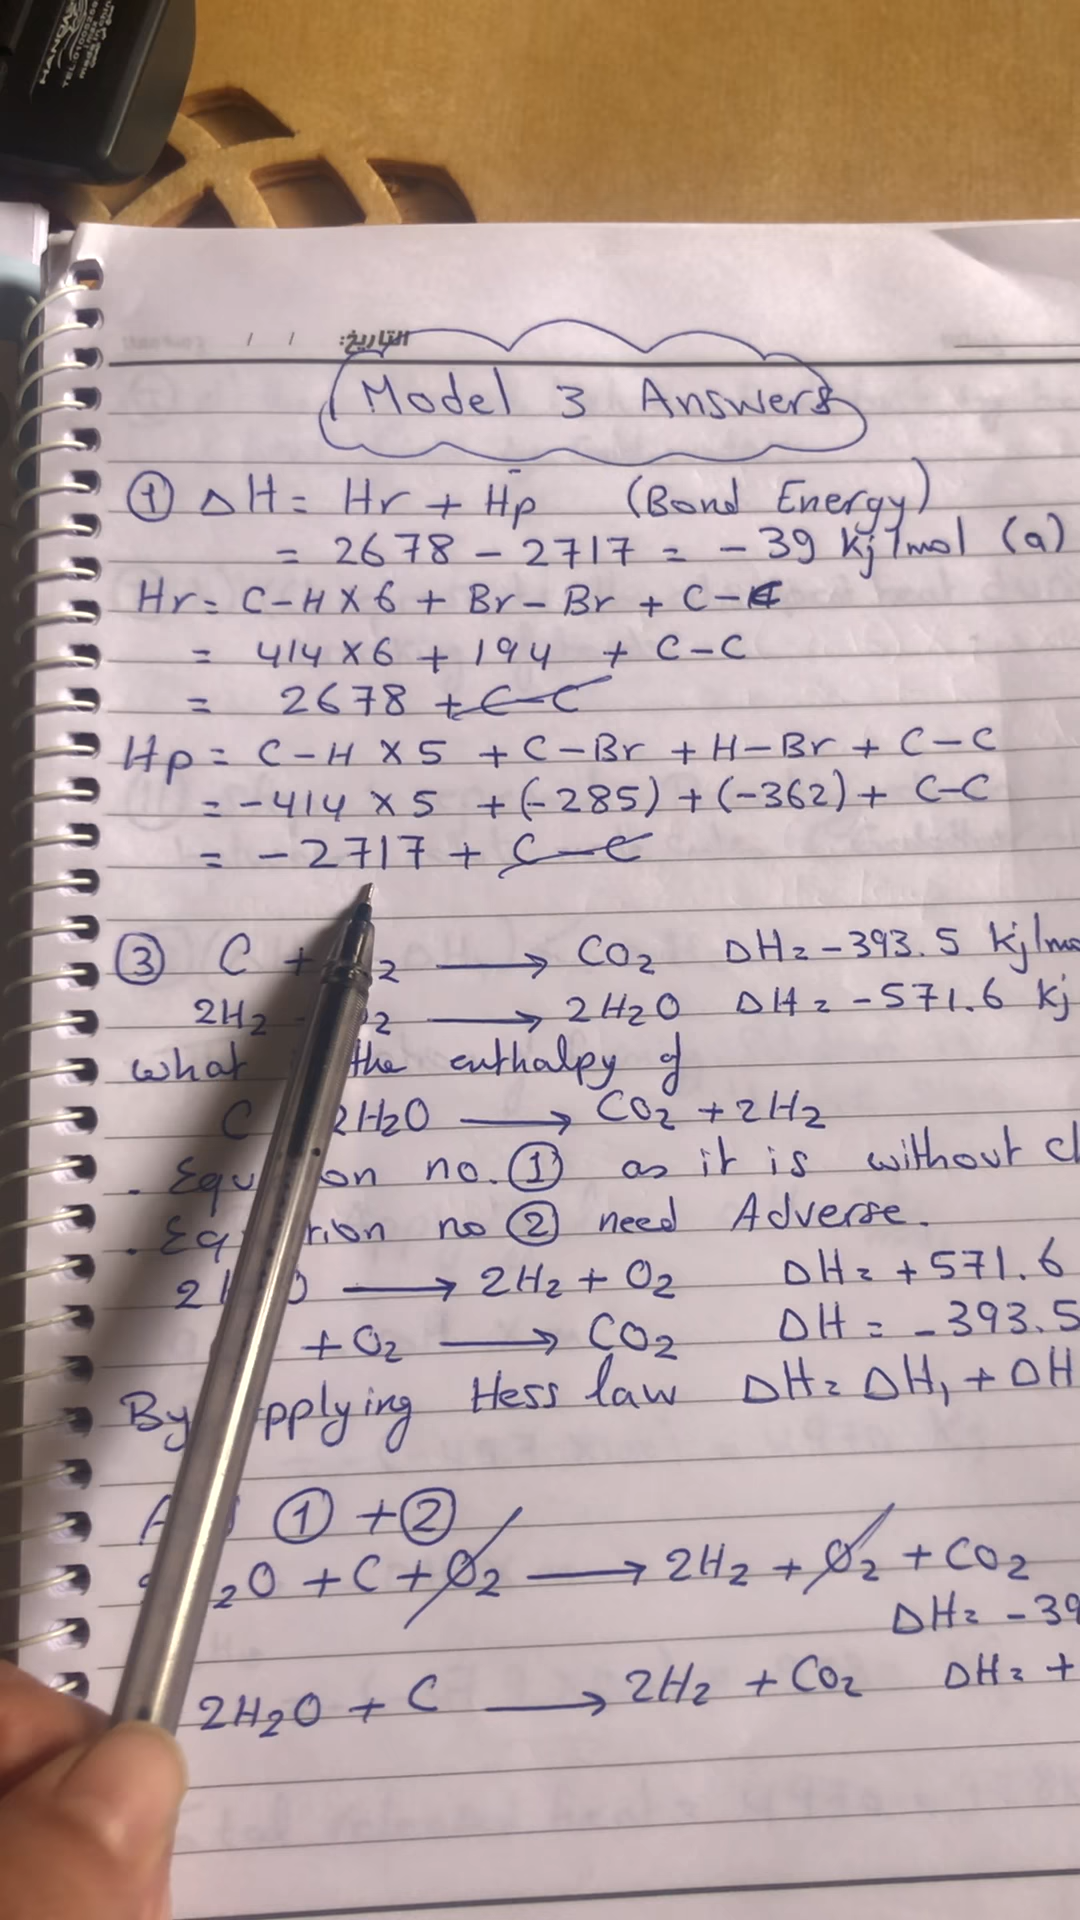 HANDA
التاريخ: / /
Model 3 Answers
① ΔH = Hr + Hp (Bond Energy)
= 2678 - 2717 = - 39 Kj/mol (a)
Hr = C-H X 6 + Br-Br + C-C
= 414 X 6 + 194 + C-C
= 2678 + C-C
Hp = C-H X 5 + C-Br + H-Br + C-C
= -414 X 5 + (-285) + (-362) + C-C
= -2717 + C-C
③ C + 2 → CO2 ΔH = -393.5 Kj/mo
2H2 2 → 2H2O ΔH = -571.6 Kj
what the enthalpy of
C 2H2O → CO2 + 2H2
. Equ on no. ① as it is without
. Eq tion no ② need Adverse.
2 O → 2H2 + O2 ΔH = +571.6
+ O2 → CO2 ΔH = -393.5
By pplying Hess law ΔH = ΔH1 + ΔH
A ① + ②
2O + C + O2 → 2H2 + O2 + CO2
ΔH = -39
2H2O + C → 2H2 + CO2 ΔH = +